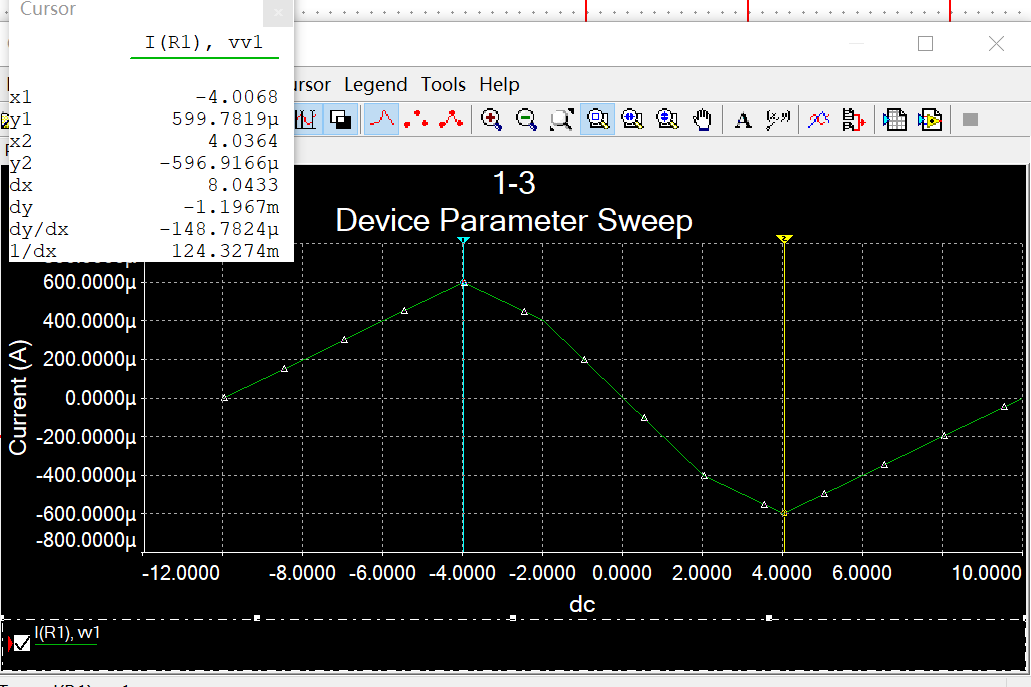 Cursor
I(R1), vv1
x1 -4.0068
y1 599.7819µ
x2 4.0364
y2 -596.9166µ
dx 8.0433
dy -1.1967m
dy/dx -148.7824µ
1/dx 124.3274m
Legend Tools Help
A
1-3
Device Parameter Sweep
600.0000µ
400.0000µ
200.0000µ
0.0000µ
-200.0000µ
-400.0000µ
-600.0000µ
-800.0000µ
Current (A)
-12.0000 -8.0000 -6.0000 -4.0000 -2.0000 0.0000 2.0000 4.0000 6.0000 10.0000
dc
I(R1), vv1